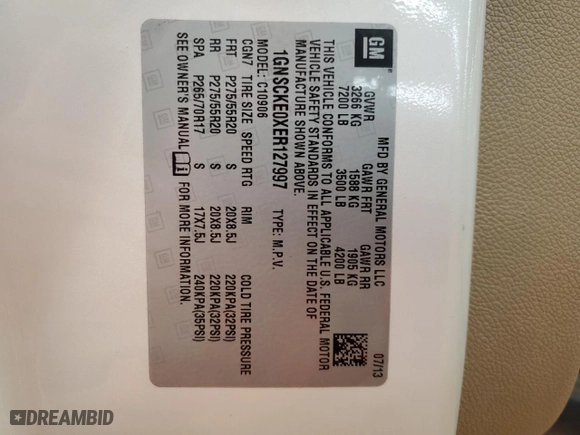 GM
MFD BY GENERAL MOTORS LLC 07/13
GVWR GAWR FRT GAWR RR
3266 KG 1588 KG 1905 KG
7200 LB 3500 LB 4200 LB
THIS VEHICLE CONFORMS TO ALL APPLICABLE U.S. FEDERAL MOTOR
VEHICLE SAFETY STANDARDS IN EFFECT ON THE DATE OF
MANUFACTURE SHOWN ABOVE.
1GNSCKE0XER127997 TYPE: M.P.V.
MODEL: C10906
CGN7 TIRE SIZE SPEED RTG RIM COLD TIRE PRESSURE
FRT P275/55R20 S 20X8.5J 220KPA(32PSI)
RR P275/55R20 S 20X8.5J 220KPA(32PSI)
SPA P265/70R17 S 17X7.5J 240KPA(35PSI)
SEE OWNER'S MANUAL FOR MORE INFORMATION.
DREAMBID